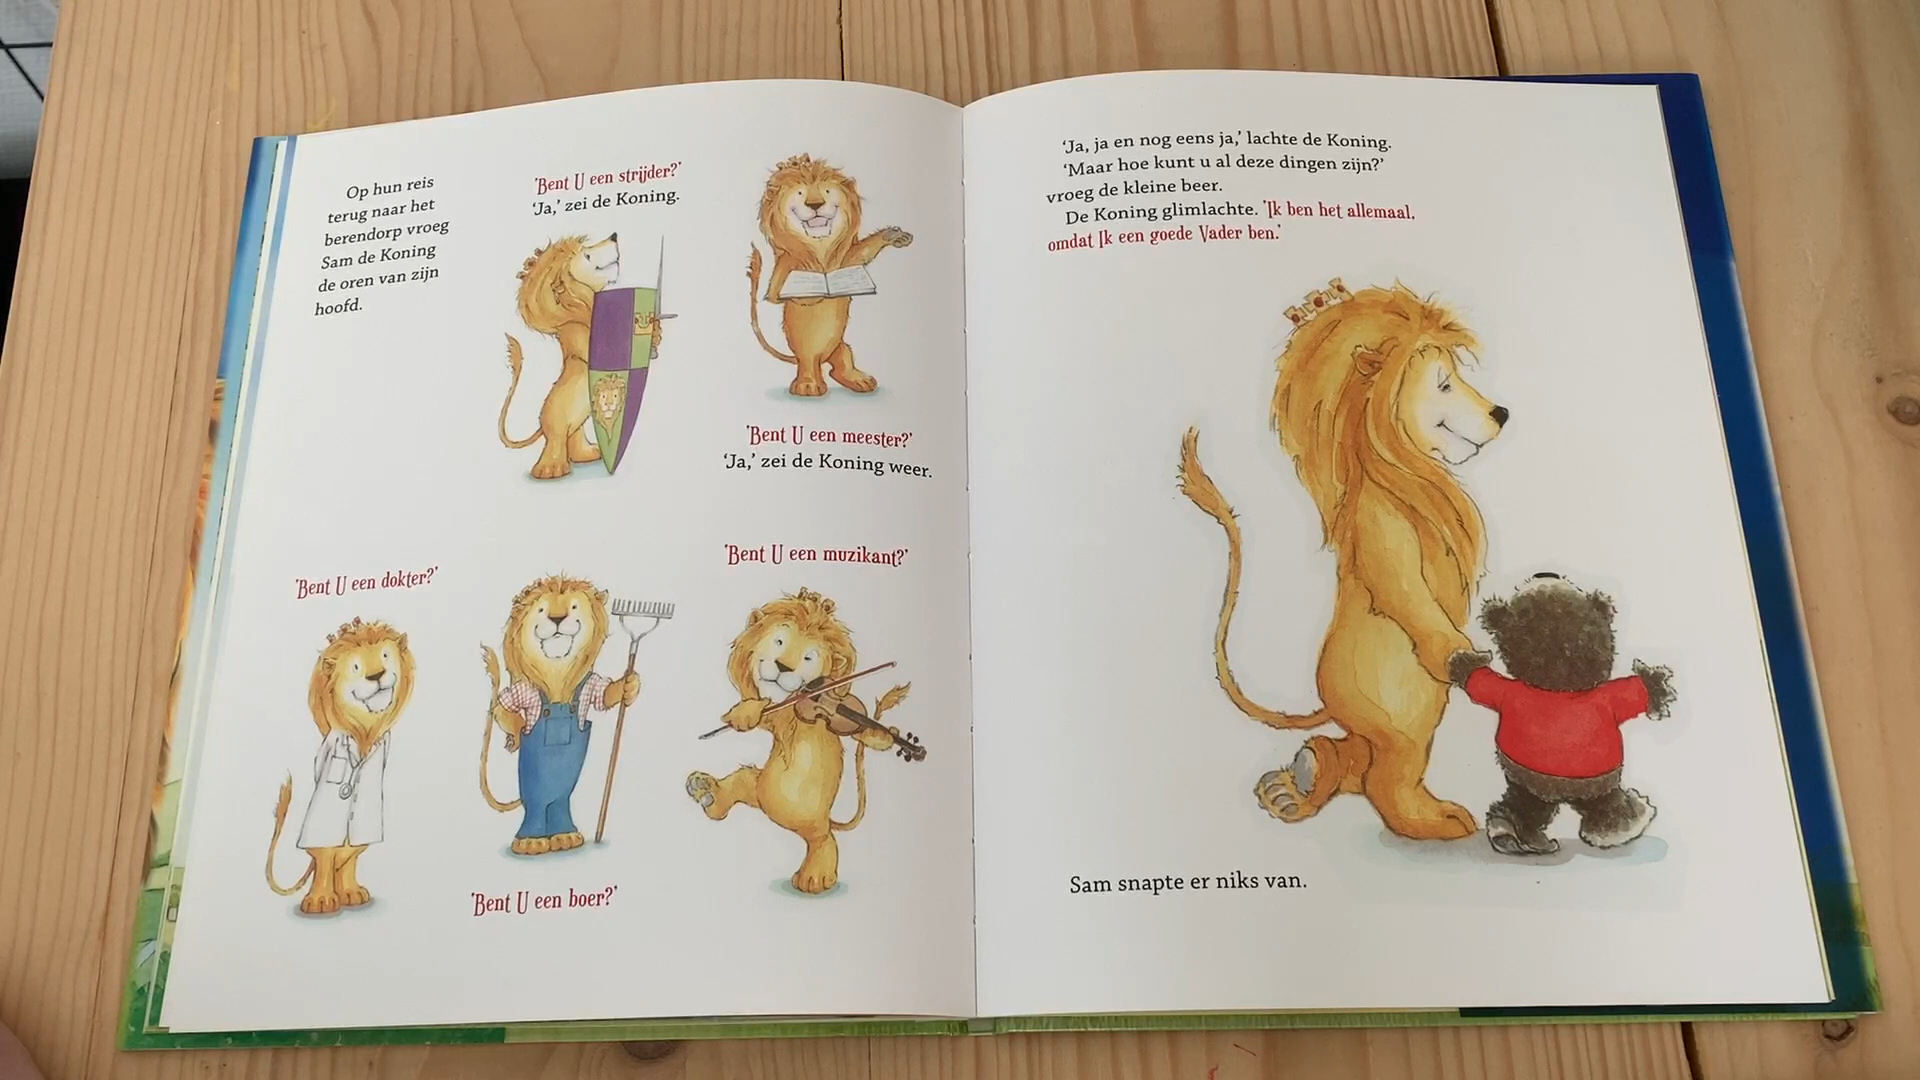 Op hun reis
terug naar het
berendorp vroeg
Sam de Koning
de oren van zijn
hoofd.
'Bent U een strijder?'
'Ja,' zei de Koning.
'Bent U een meester?'
'Ja,' zei de Koning weer.
'Bent U een dokter?'
'Bent U een boer?'
'Bent U een muzikant?'
'Ja, ja en nog eens ja,' lachte de Koning.
'Maar hoe kunt u al deze dingen zijn?'
vroeg de kleine beer.
De Koning glimlachte. 'Ik ben het allemaal,
omdat Ik een goede Vader ben.'
Sam snapte er niks van.